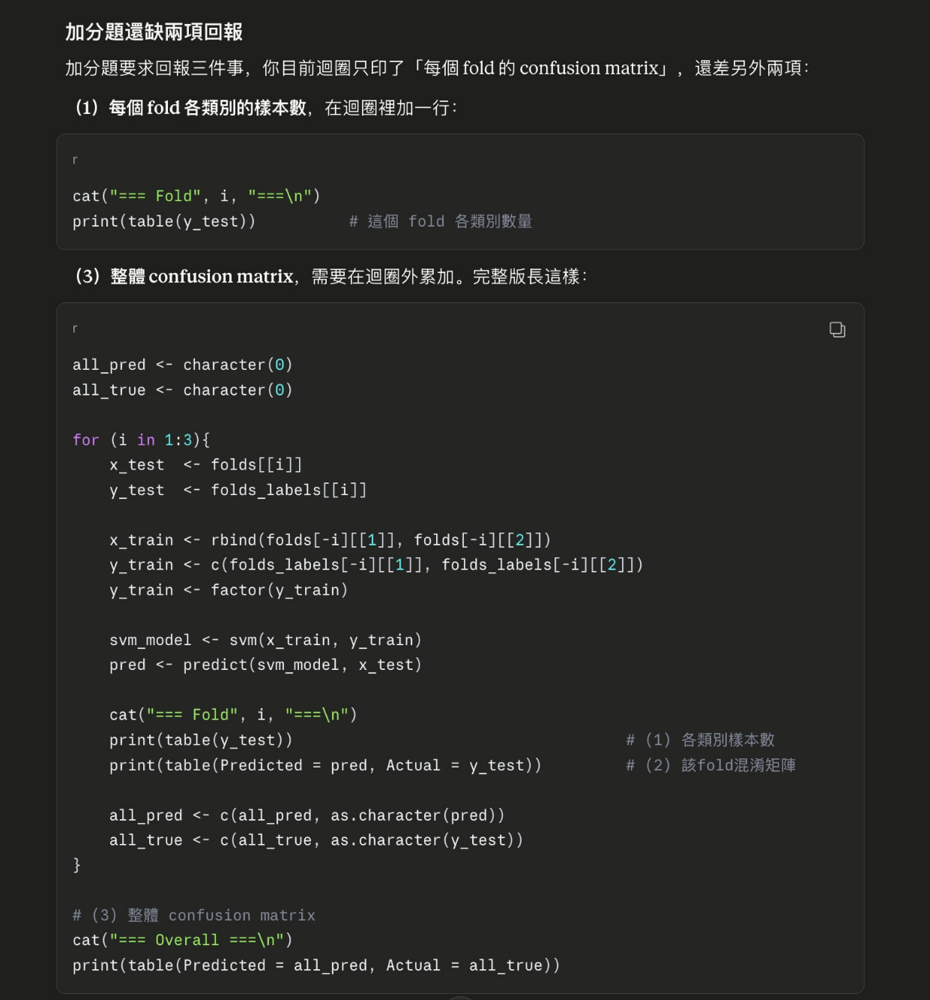 加分題還缺兩項回報
加分題要求回報三件事，你目前迴圈只印了「每個 fold 的 confusion matrix」，還差另外兩項：
（1）每個 fold 各類別的樣本數，在迴圈裡加一行：
r
cat("=== Fold", i, "===\n")
print(table(y_test))          # 這個 fold 各類別數量
（3）整體 confusion matrix，需要在迴圈外累加。完整版長這樣：
r
all_pred <- character(0)
all_true <- character(0)
for (i in 1:3){
    x_test  <- folds[[i]]
    y_test  <- folds_labels[[i]]
    x_train <- rbind(folds[-i][[1]], folds[-i][[2]])
    y_train <- c(folds_labels[-i][[1]], folds_labels[-i][[2]])
    y_train <- factor(y_train)
    svm_model <- svm(x_train, y_train)
    pred <- predict(svm_model, x_test)
    cat("=== Fold", i, "===\n")
    print(table(y_test))                                    # (1) 各類別樣本數
    print(table(Predicted = pred, Actual = y_test))         # (2) 該fold混淆矩陣
    all_pred <- c(all_pred, as.character(pred))
    all_true <- c(all_true, as.character(y_test))
}
# (3) 整體 confusion matrix
cat("=== Overall ===\n")
print(table(Predicted = all_pred, Actual = all_true))